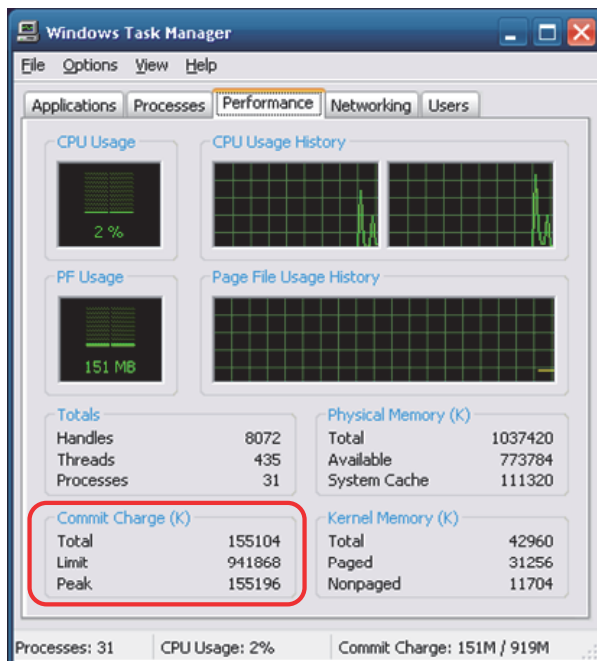 Windows Task Manager
File Options View Help
Applications Processes Performance Networking Users
CPU Usage CPU Usage History
2 %
PF Usage Page File Usage History
151 MB
Totals
Handles 8072
Threads 435
Processes 31
Physical Memory (K)
Total 1037420
Available 773784
System Cache 111320
Commit Charge (K)
Total 155104
Limit 941868
Peak 155196
Kernel Memory (K)
Total 42960
Paged 31256
Nonpaged 11704
Processes: 31 CPU Usage: 2% Commit Charge: 151M / 919M